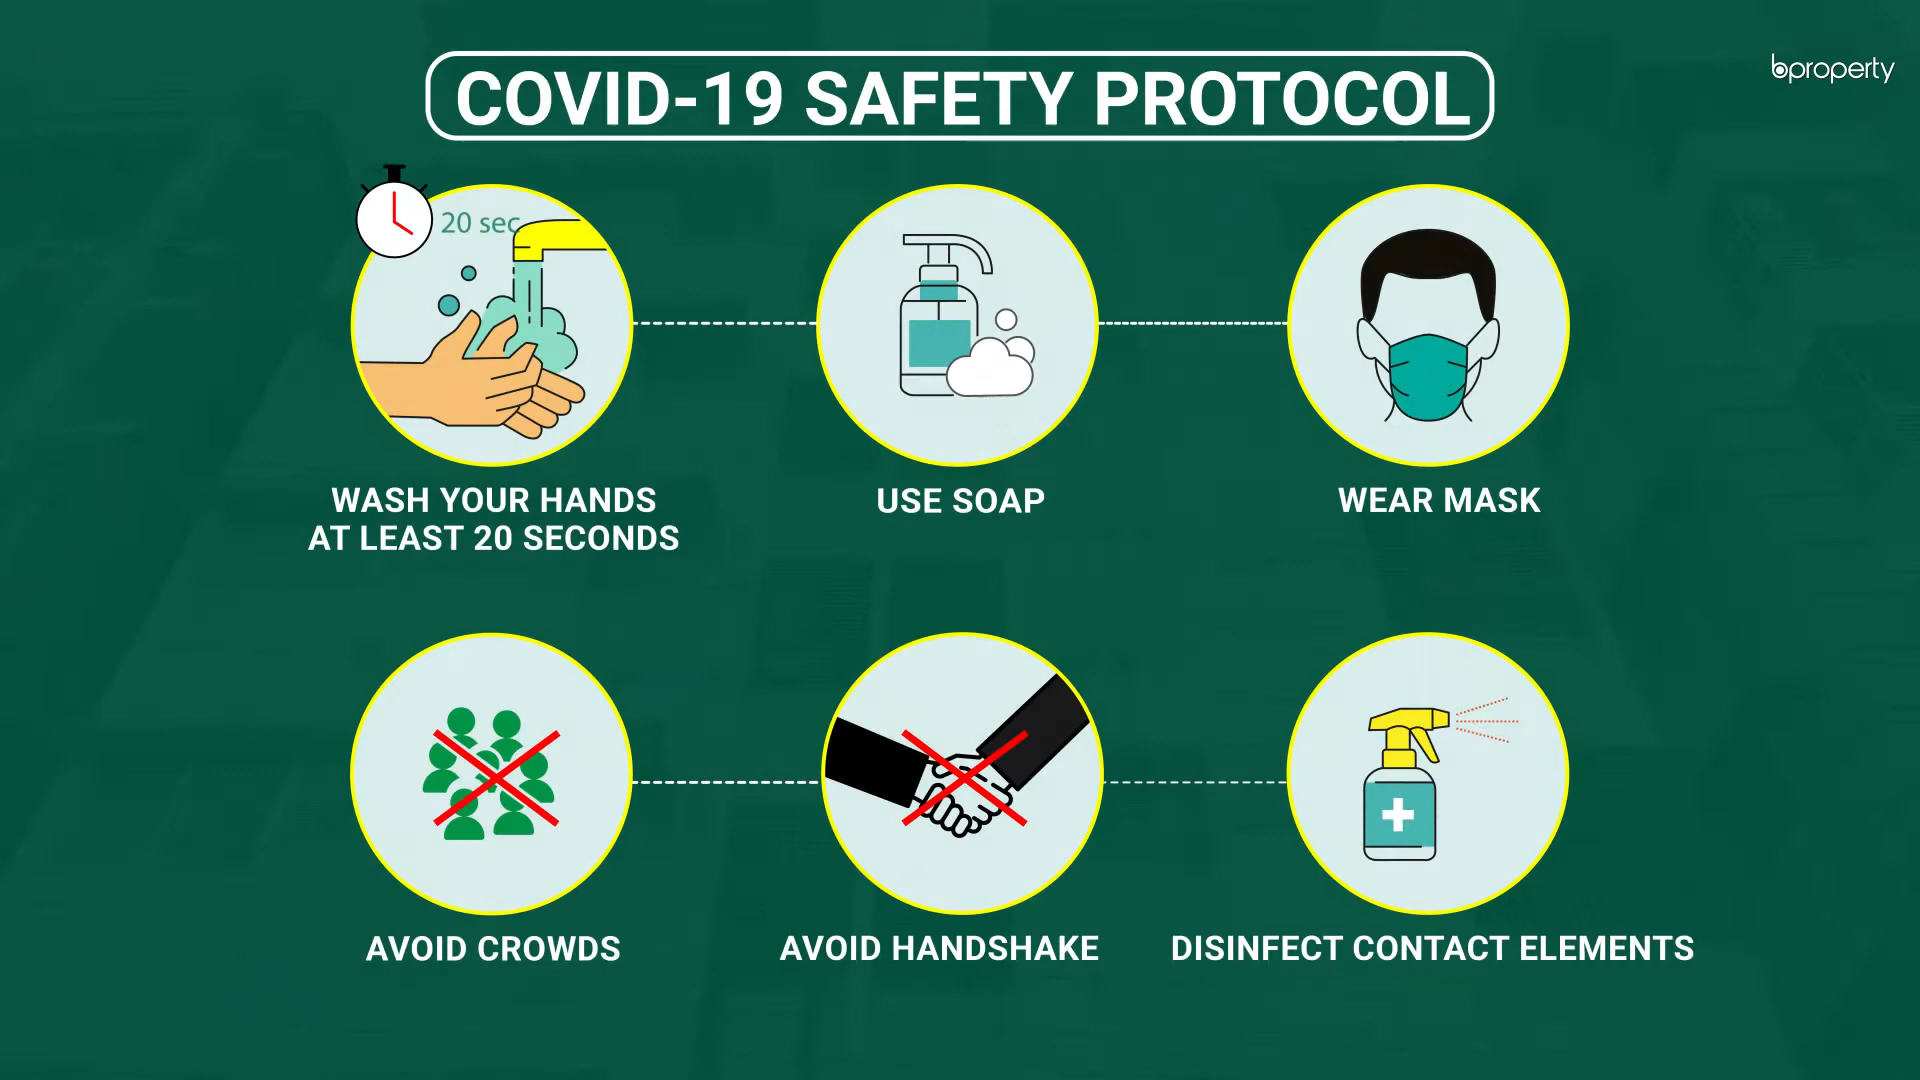 COVID-19 SAFETY PROTOCOL
bproperty
20 sec
WASH YOUR HANDS
AT LEAST 20 SECONDS
USE SOAP
WEAR MASK
AVOID CROWDS
AVOID HANDSHAKE
DISINFECT CONTACT ELEMENTS